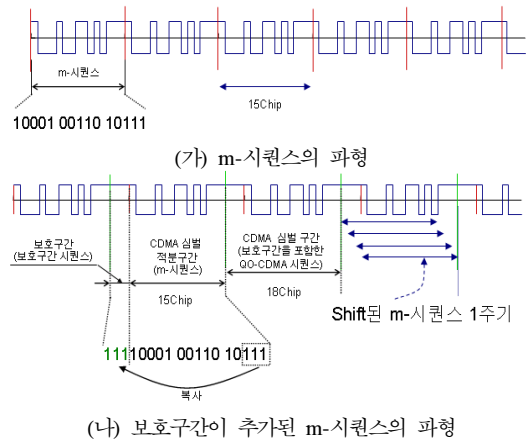 m-시퀀스
15Chip
10001 00110 10111
(가) m-시퀀스의 파형
보호구간
(보호구간 시퀀스)
CDMA 심벌
적분구간
(m-시퀀스)
CDMA 심벌 구간
(보호구간을 포함한
QO-CDMA 시퀀스)
15Chip
18Chip
Shift된 m-시퀀스 1주기
111 10001 00110 10111
복사
(나) 보호구간이 추가된 m-시퀀스의 파형